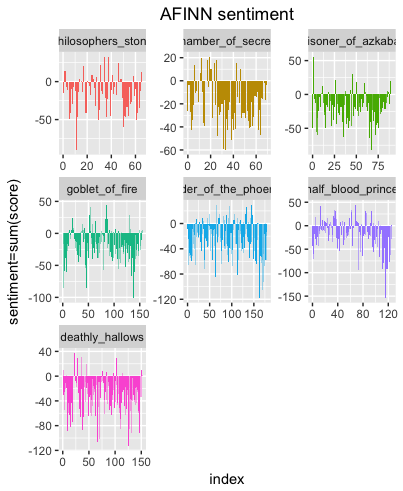 AFINN sentiment
hilosophers_ston
hamber_of_secre
isoner_of_azkaba
0
-50
0 20 40 60
20
0
-20
-40
-60
0 20 40 60
50
0
-50
0 25 50 75
goblet_of_fire
der_of_the_phoen
half_blood_prince
50
0
-50
-100
0 50 100 150
40
0
-40
-80
-120
0 50 100 150
50
0
-50
-100
-150
0 40 80 120
deathly_hallows
40
0
-40
-80
-120
0 50 100 150
sentiment=sum(score)
index